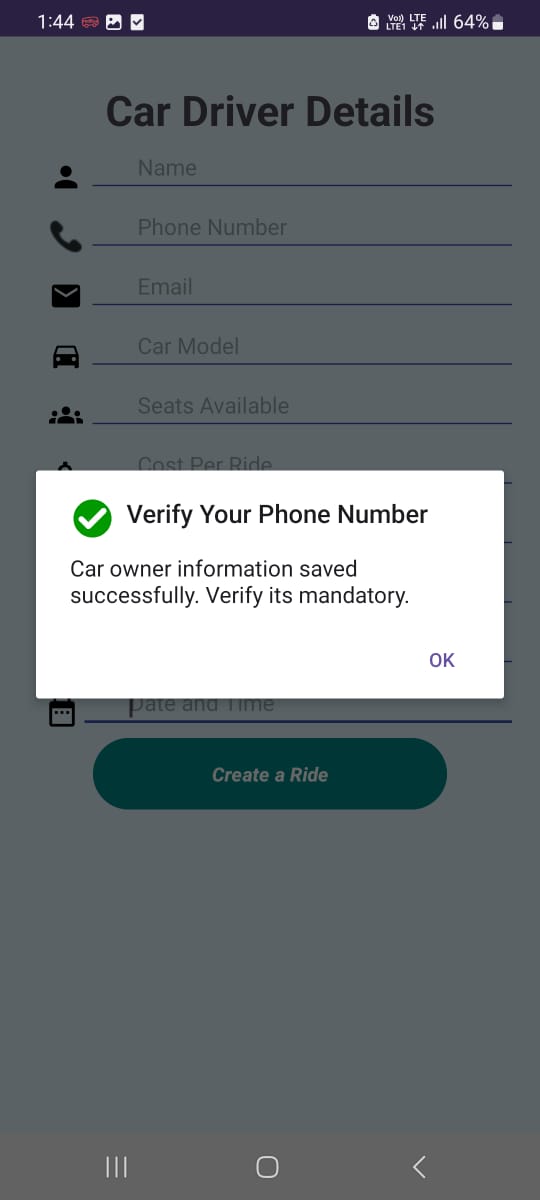 1:44 Vo)) LTE1 LTE 64%
Car Driver Details
Name
Phone Number
Email
Car Model
Seats Available
Cost Per Ride
Verify Your Phone Number
Car owner information saved
successfully. Verify its mandatory.
OK
Date and Time
Create a Ride